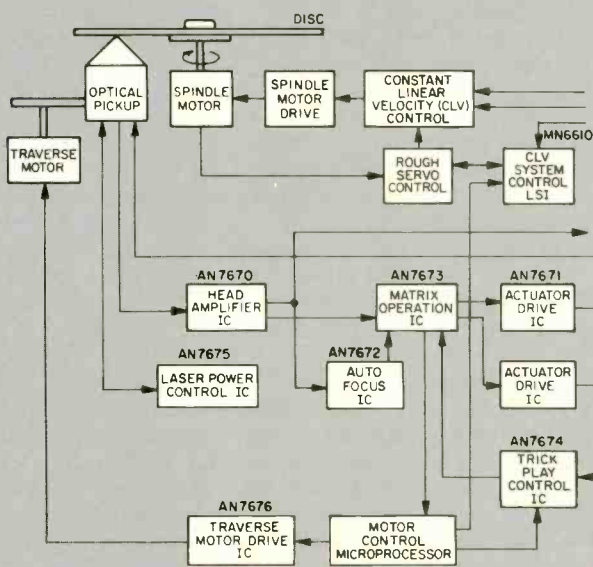 DISC
OPTICAL
PICKUP
SPINDLE
MOTOR
SPINDLE
MOTOR
DRIVE
CONSTANT
LINEAR
VELOCITY (CLV)
CONTROL
TRAVERSE
MOTOR
ROUGH
SERVO
CONTROL
MN6610
CLV
SYSTEM
CONTROL
LSI
AN7670
HEAD
AMPLIFIER
IC
AN7673
MATRIX
OPERATION
IC
AN7671
ACTUATOR
DRIVE IC
AN7675
LASER POWER
CONTROL IC
AN7672
AUTO
FOCUS
IC
ACTUATOR
DRIVE IC
AN7674
TRICK
PLAY
CONTROL
IC
AN7676
TRAVERSE
MOTOR DRIVE
IC
MOTOR
CONTROL
MICROPROCESSOR